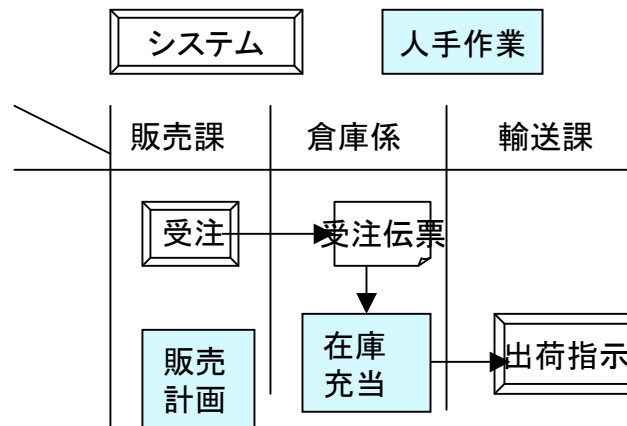 システム
人手作業
販売課
倉庫係
輸送課
受注
受注伝票
販売
計画
在庫
充当
出荷指示